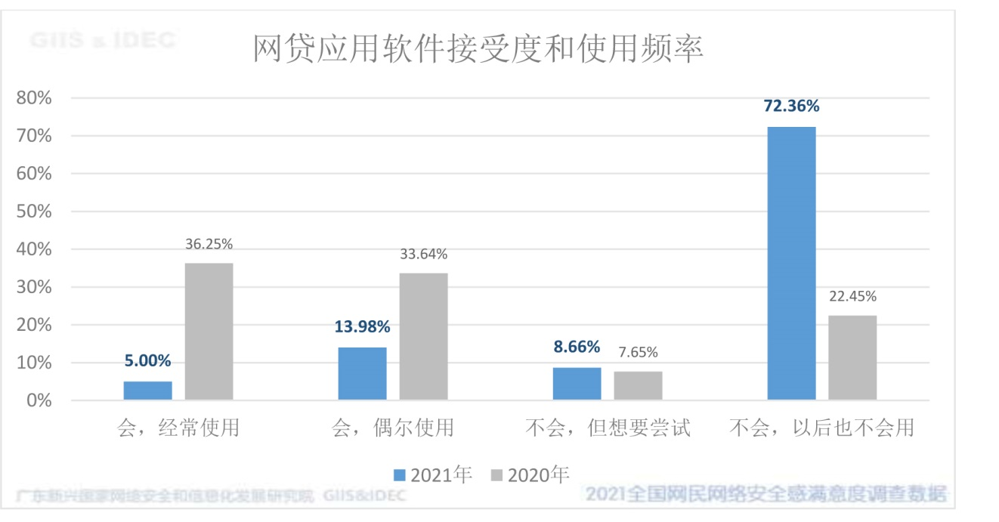 GIIS & IDEC
网贷应用软件接受度和使用频率
80%
70%
60%
50%
40%
30%
20%
10%
0%
5.00%
36.25%
13.98%
33.64%
8.66%
7.65%
72.36%
22.45%
会，经常使用
会，偶尔使用
不会，但想要尝试
不会，以后也不会用
2021年 2020年
广东新兴国家网络安全和信息化发展研究院 GIIS&IDEC
2021全国网民网络安全感满意度调查数据